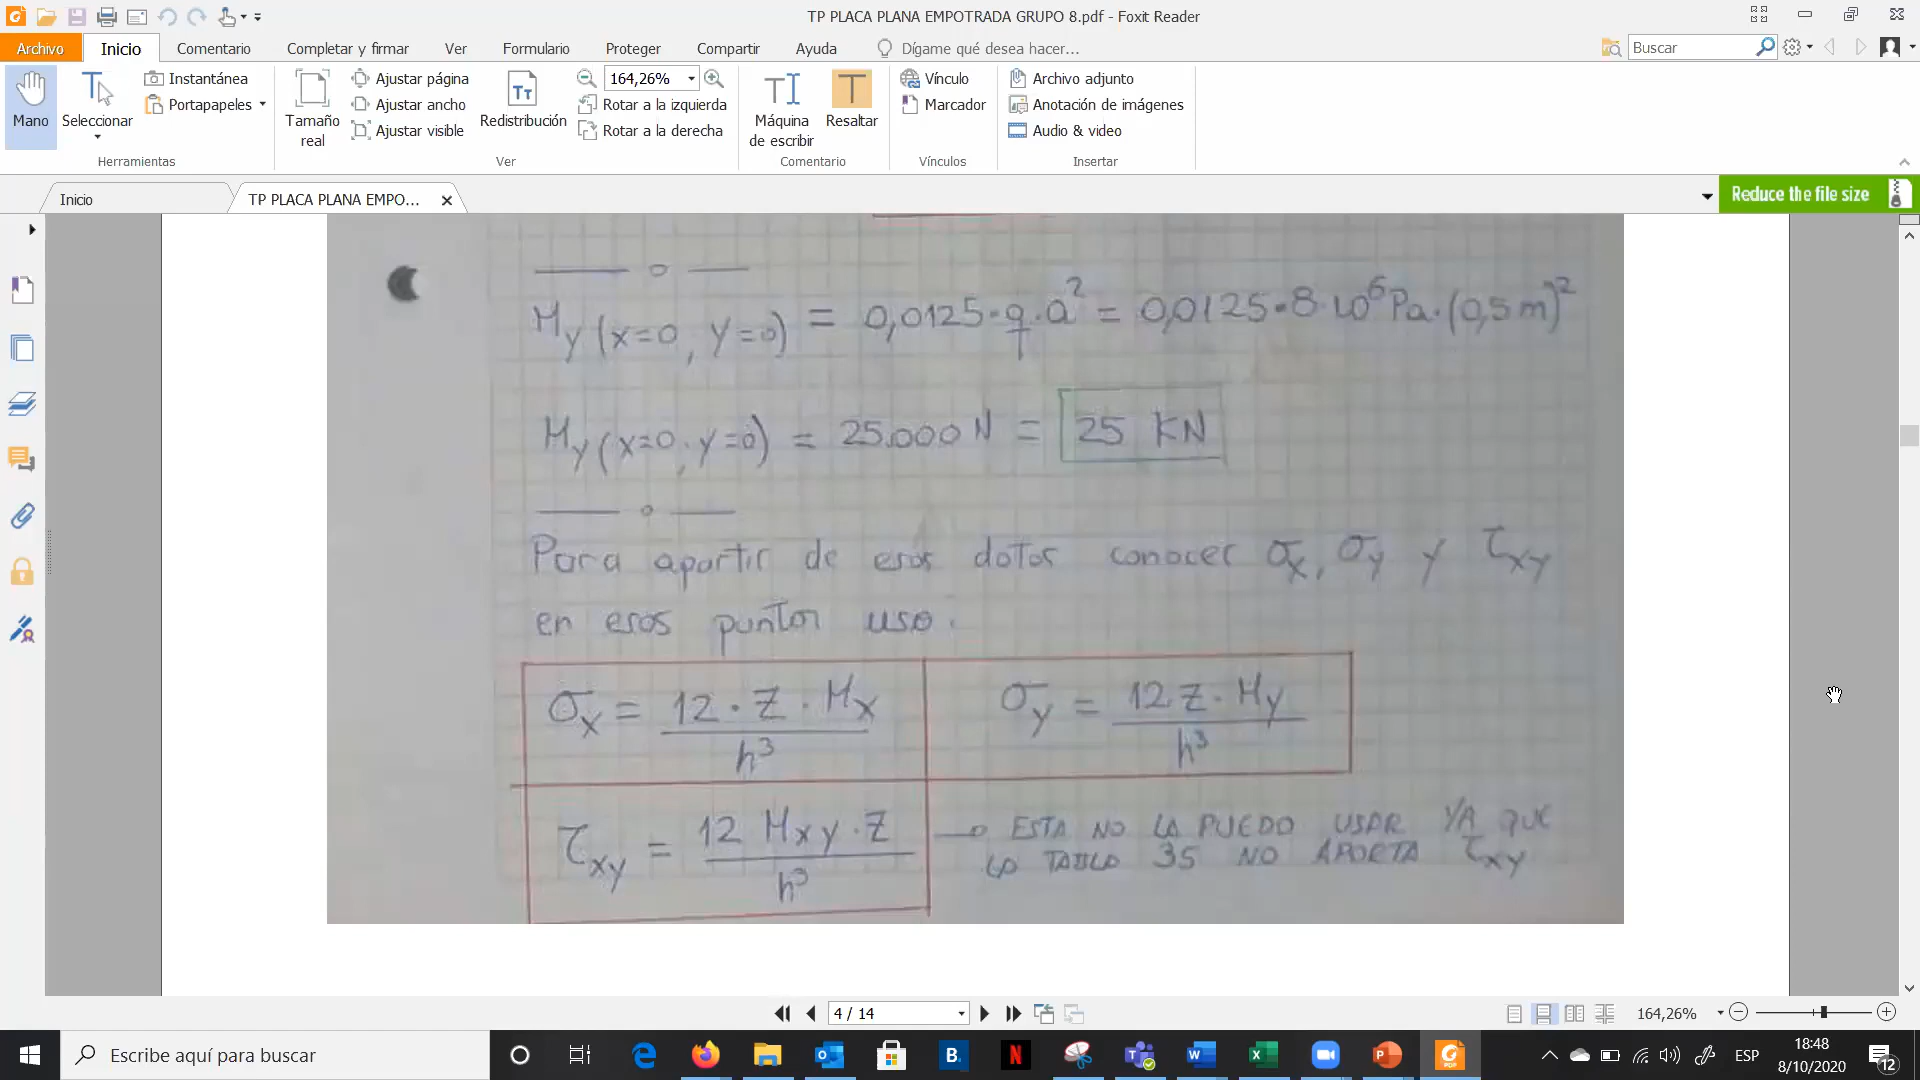 TP PLACA PLANA EMPOTRADA GRUPO 8.pdf - Foxit Reader
Archivo Inicio Comentario Completar y firmar Ver Formulario Proteger Compartir Ayuda Dígame qué desea hacer... Buscar
Mano
Seleccionar
Instantánea
Portapapeles
Herramientas
Tamaño real
Ajustar página
Ajustar ancho
Ajustar visible
Redistribución
164,26%
Rotar a la izquierda
Rotar a la derecha
Ver
Máquina de escribir
Resaltar
Comentario
Vínculo
Marcador
Vínculos
Archivo adjunto
Anotación de imágenes
Audio & video
Insertar
Inicio
TP PLACA PLANA EMPO...
Reduce the file size
My (x=0, y=0) = 0,0125·q·a² = 0,0125·8·10⁶Pa·(0,5m)²
My (x=0, y=0) = 25.000 N = 25 KN
Para apartir de esos datos conocer σx, σy y τxy
en esos puntos uso.
σx = 12·Z·Mx / h³
σy = 12 Z·My / h³
τxy = 12 Mxy·Z / h³
→ ESTA NO LA PUEDO USAR YA QUE
LA TABLA 35 NO APORTA τxy
4 / 14
164,26%
Escribe aquí para buscar
ESP
18:48
8/10/2020
12